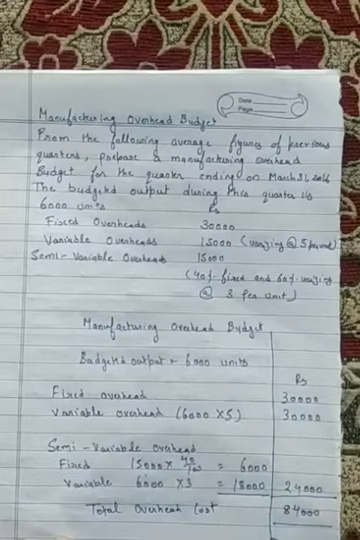 Date
Page
Manufacturing Overhead Budget
From the following average figures of previous
quarters, prepare a manufacturing overhead
Budget for the quarter ending on March 31, 2016
The budgeted output during this quarter is
6000 units
Rs
Fixed Overheads 30000
Variable Overheads 15000 (varying @ 5 per unit)
Semi-Variable Overheads 15000
(40% fixed and 60% varying
@ 3 per unit)
Manufacturing Overhead Budget
Budgeted output = 6000 units
Rs
Fixed overhead 30000
Variable overhead (6000 X 5) 30000
Semi-Variable overhead
Fixed 15000 x 40/100 = 6000
Variable 6000 X 3 = 18000 24000
Total Overhead Cost 84000